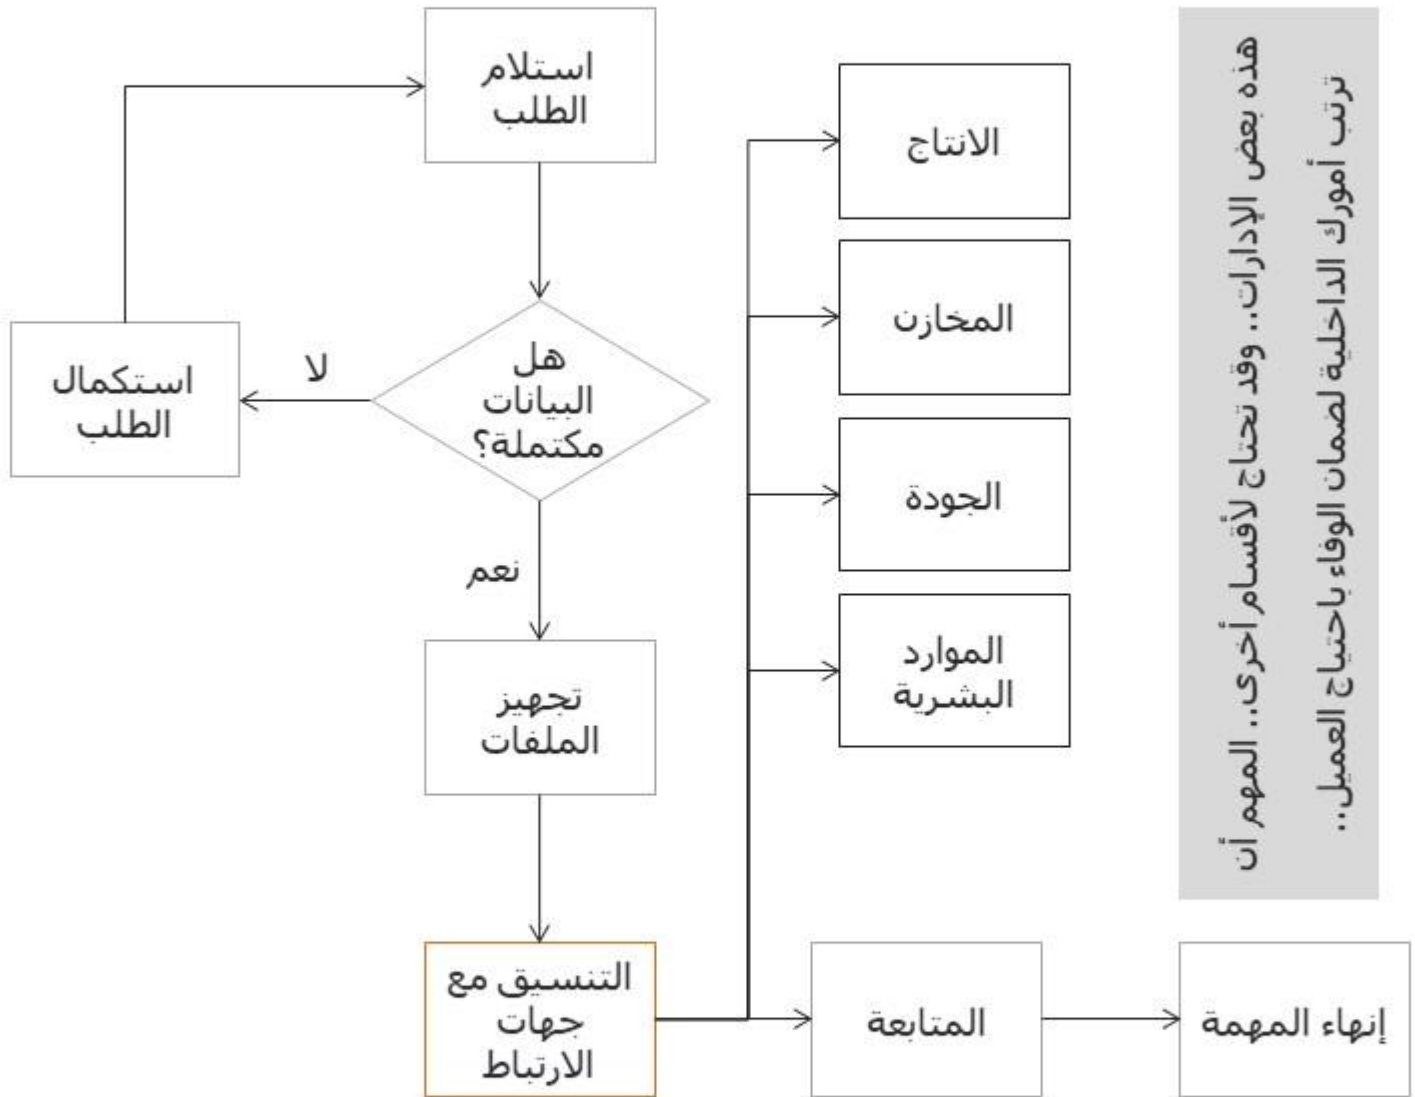 استلام
الطلب
هل
البيانات
مكتملة؟
لا
استكمال
الطلب
نعم
تجهيز
الملفات
التنسيق مع
جهات
الارتباط
الانتاج
المخازن
الجودة
الموارد
البشرية
المتابعة
إنهاء المهمة
هذه بعض الإدارات.. وقد تحتاج لأقسام أخرى.. المهم أن
ترتب أمورك الداخلية لضمان الوفاء باحتياج العميل..